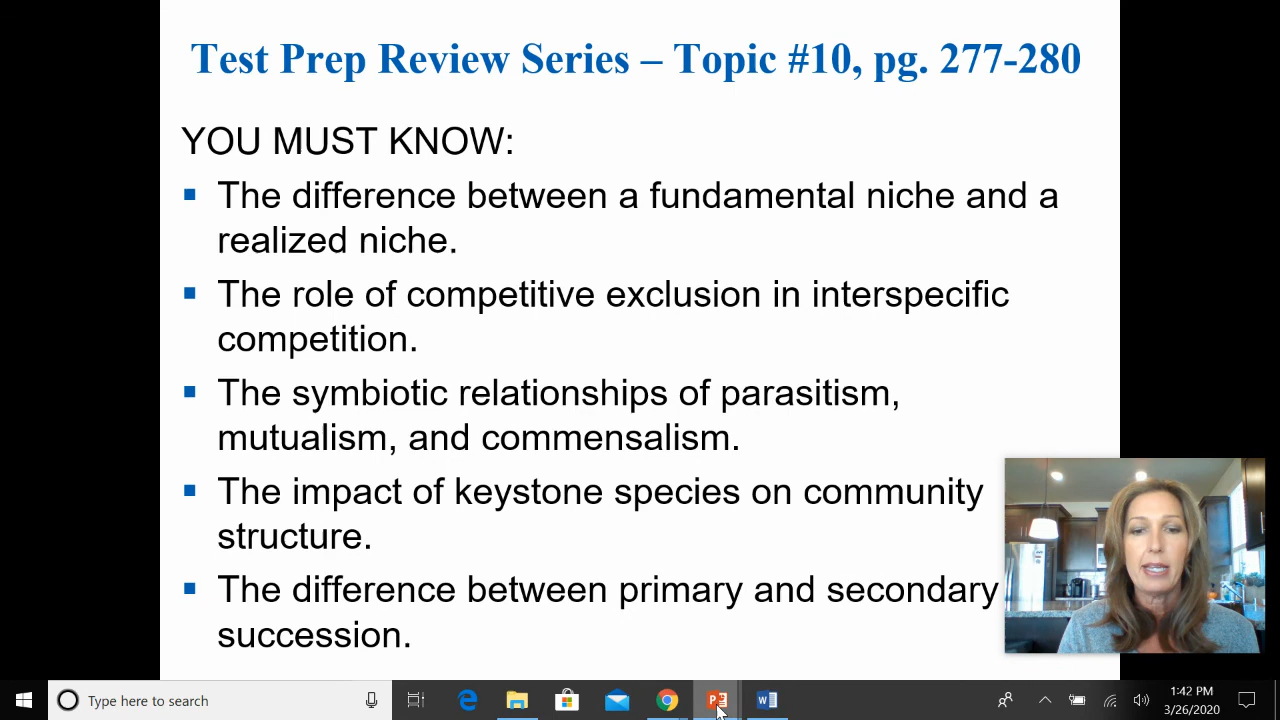 Test Prep Review Series – Topic #10, pg. 277-280
YOU MUST KNOW:
▪ The difference between a fundamental niche and a
realized niche.
▪ The role of competitive exclusion in interspecific
competition.
▪ The symbiotic relationships of parasitism,
mutualism, and commensalism.
▪ The impact of keystone species on community
structure.
▪ The difference between primary and secondary
succession.
Type here to search
1:42 PM
3/26/2020